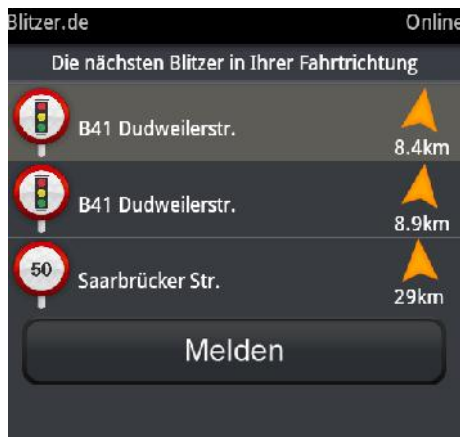 Blitzer.de Online
Die nächsten Blitzer in Ihrer Fahrtrichtung
B41 Dudweilerstr.
8.4km
B41 Dudweilerstr.
8.9km
50 Saarbrücker Str.
29km
Melden